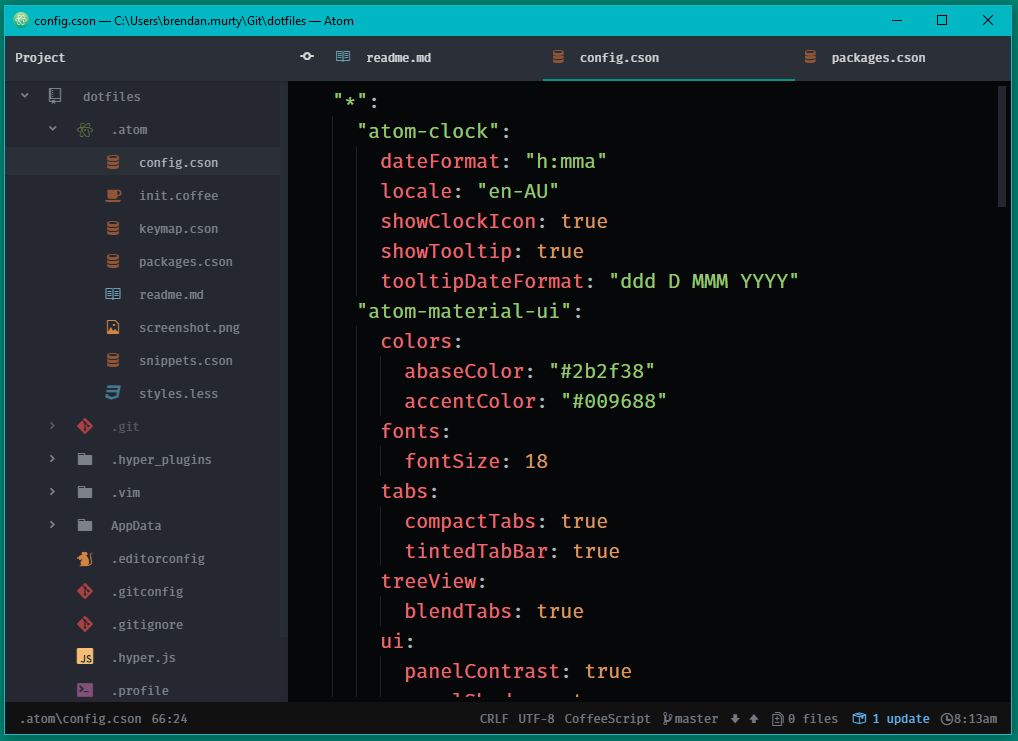 config.cson — C:\Users\brendan.murty\Git\dotfiles — Atom
Project
readme.md
config.cson
packages.cson
dotfiles
.atom
config.cson
init.coffee
keymap.cson
packages.cson
readme.md
screenshot.png
snippets.cson
styles.less
.git
.hyper_plugins
.vim
AppData
.editorconfig
.gitconfig
.gitignore
JS .hyper.js
.profile
"*":
"atom-clock":
dateFormat: "h:mma"
locale: "en-AU"
showClockIcon: true
showTooltip: true
tooltipDateFormat: "ddd D MMM YYYY"
"atom-material-ui":
colors:
abaseColor: "#2b2f38"
accentColor: "#009688"
fonts:
fontSize: 18
tabs:
compactTabs: true
tintedTabBar: true
treeView:
blendTabs: true
ui:
panelContrast: true
.atom\config.cson 66:24
CRLF UTF-8 CoffeeScript master 0 files 1 update 8:13am